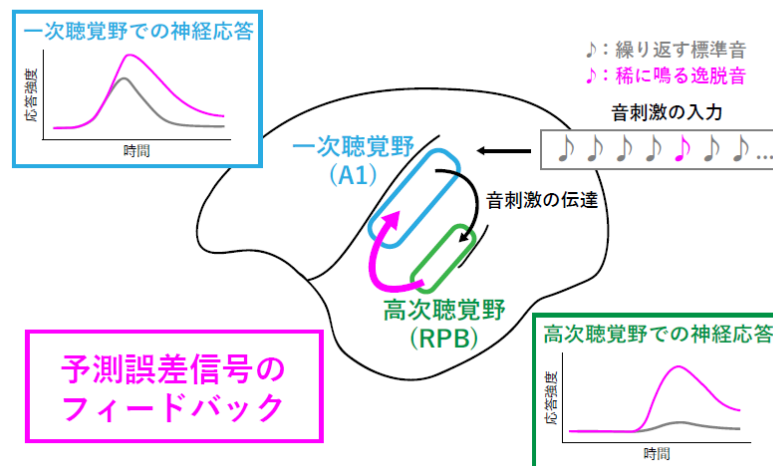 一次聴覚野での神経応答
応答強度
時間
♪：繰り返す標準音
♪：稀に鳴る逸脱音
音刺激の入力
♪ ♪ ♪ ♪ ♪ ♪ ♪ ...
一次聴覚野
(A1)
音刺激の伝達
高次聴覚野
(RPB)
予測誤差信号の
フィードバック
高次聴覚野での神経応答
応答強度
時間